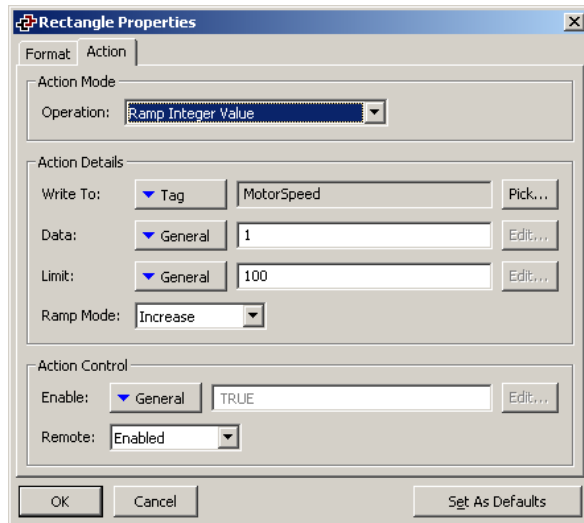 Rectangle Properties
Format Action
Action Mode
Operation: Ramp Integer Value
Action Details
Write To: Tag MotorSpeed Pick...
Data: General 1 Edit...
Limit: General 100 Edit...
Ramp Mode: Increase
Action Control
Enable: General TRUE Edit...
Remote: Enabled
OK Cancel Set As Defaults